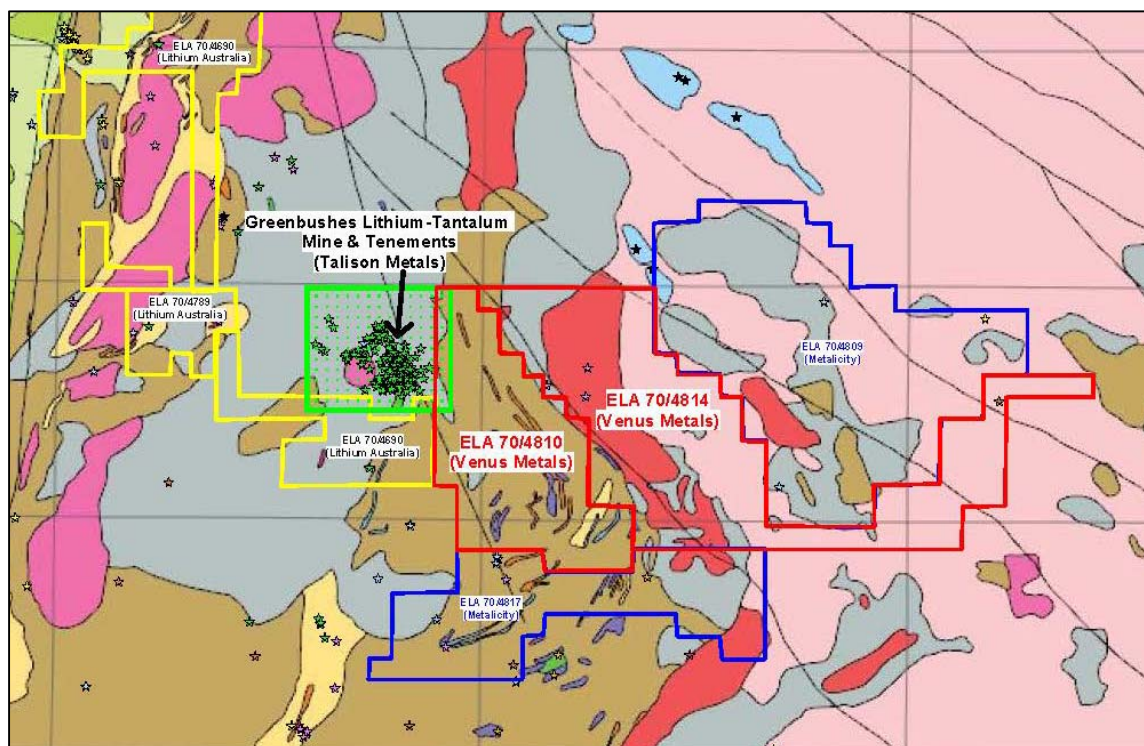 ELA 70/4690
(Lithium Australia)
Greenbushes Lithium-Tantalum
Mine & Tenements
(Talison Metals)
ELA 70/4789
(Lithium Australia)
ELA 70/4809
(Metalicity)
ELA 70/4814
(Venus Metals)
ELA 70/4810
(Venus Metals)
ELA 70/4690
(Lithium Australia)
ELA 70/4817
(Metalicity)